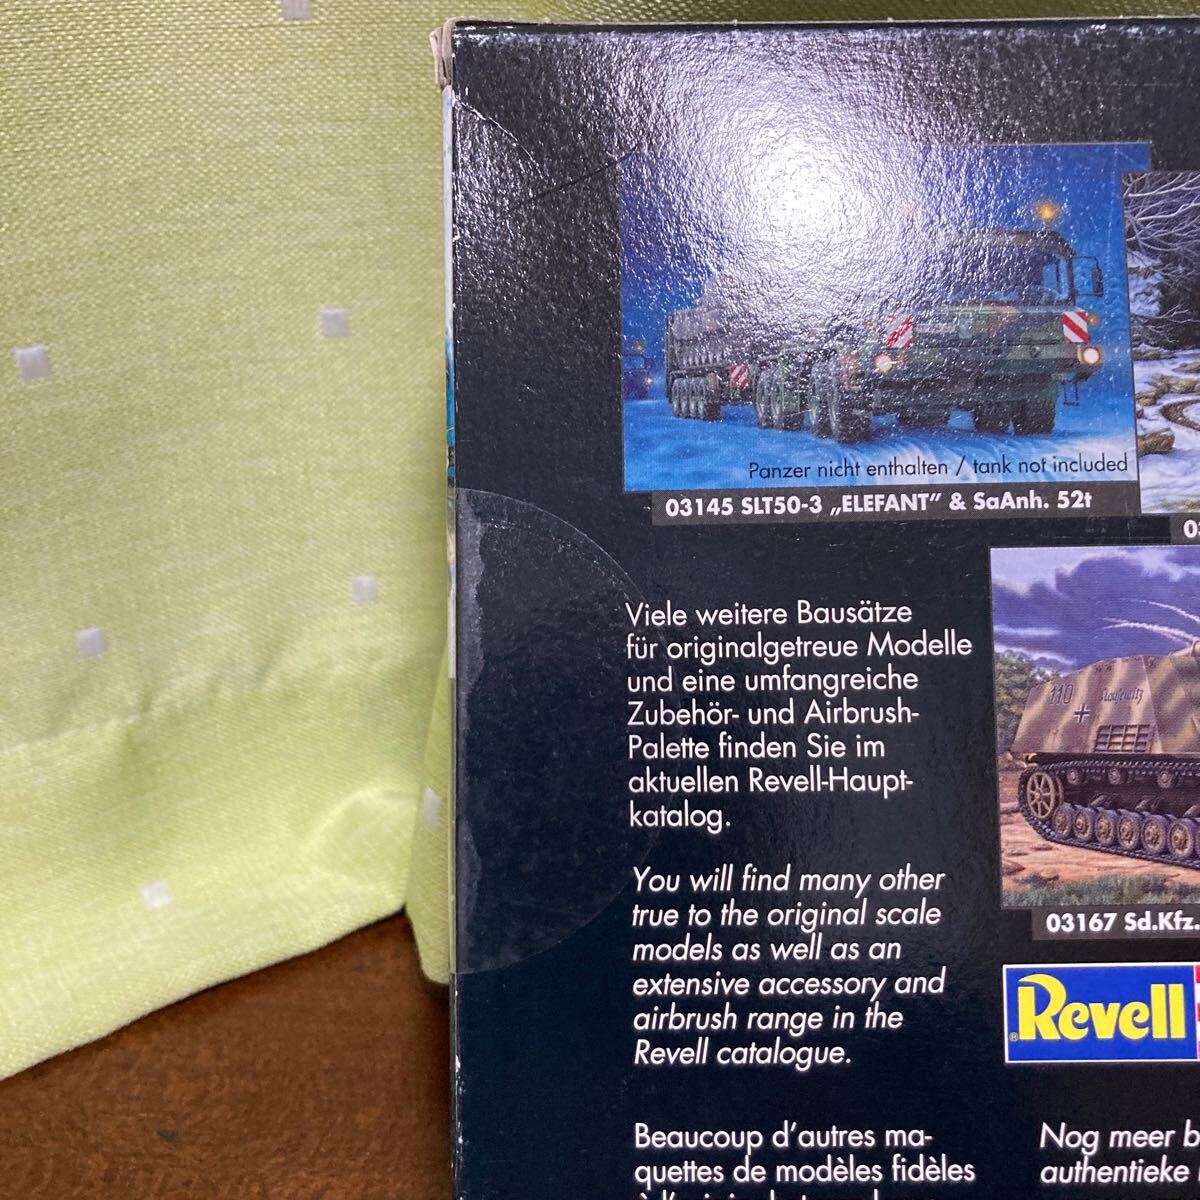 Panzer nicht enthalten / tank not included
03145 SLT50-3 „ELEFANT” & SaAnh. 52t
03
Viele weitere Bausätze
für originalgetreue Modelle
und eine umfangreiche
Zubehör- und Airbrush-
Palette finden Sie im
aktuellen Revell-Haupt-
katalog.
110
03167 Sd.Kfz.
You will find many other
true to the original scale
models as well as an
extensive accessory and
airbrush range in the
Revell catalogue.
®Revell
Beaucoup d'autres ma-
quettes de modèles fidèles
Nog meer b
authentieke